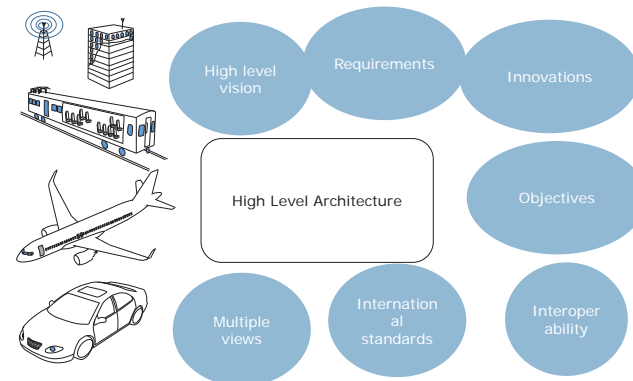 High level
vision
Requirements
Innovations
High Level Architecture
Objectives
Multiple
views
Internation
al
standards
Interoper
ability